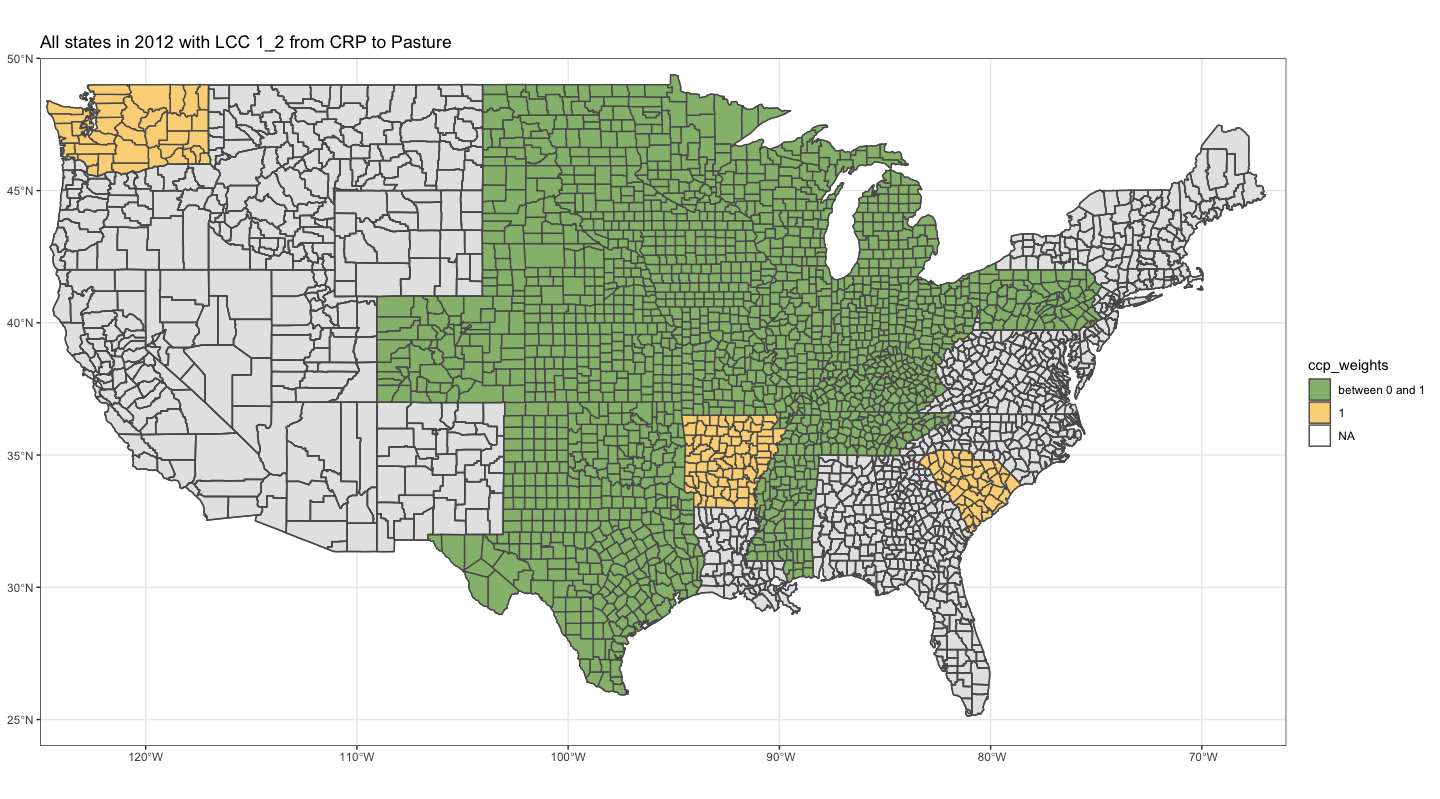 All states in 2012 with LCC 1_2 from CRP to Pasture
50°N
45°N
40°N
35°N
30°N
25°N
120°W
110°W
100°W
90°W
80°W
70°W
ccp_weights
between 0 and 1
1
NA